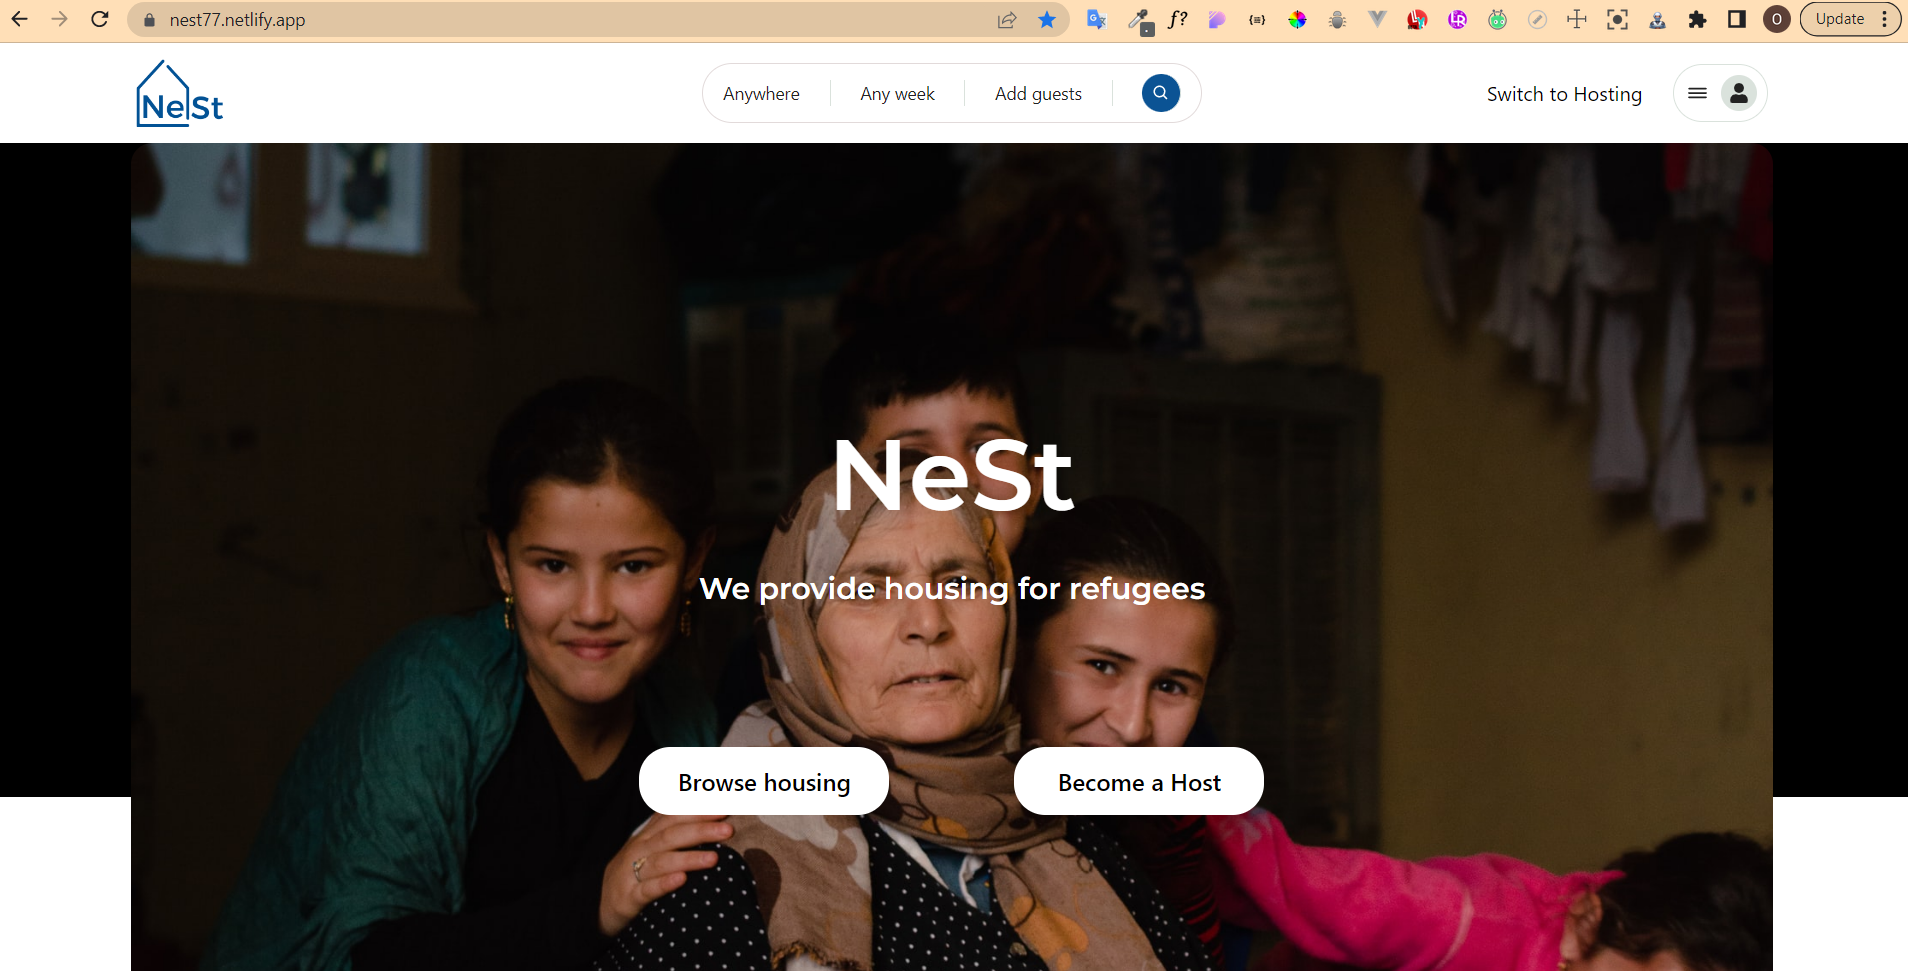 nest77.netlify.app
Update
NeSt
Anywhere
Any week
Add guests
Switch to Hosting
NeSt
We provide housing for refugees
Browse housing
Become a Host